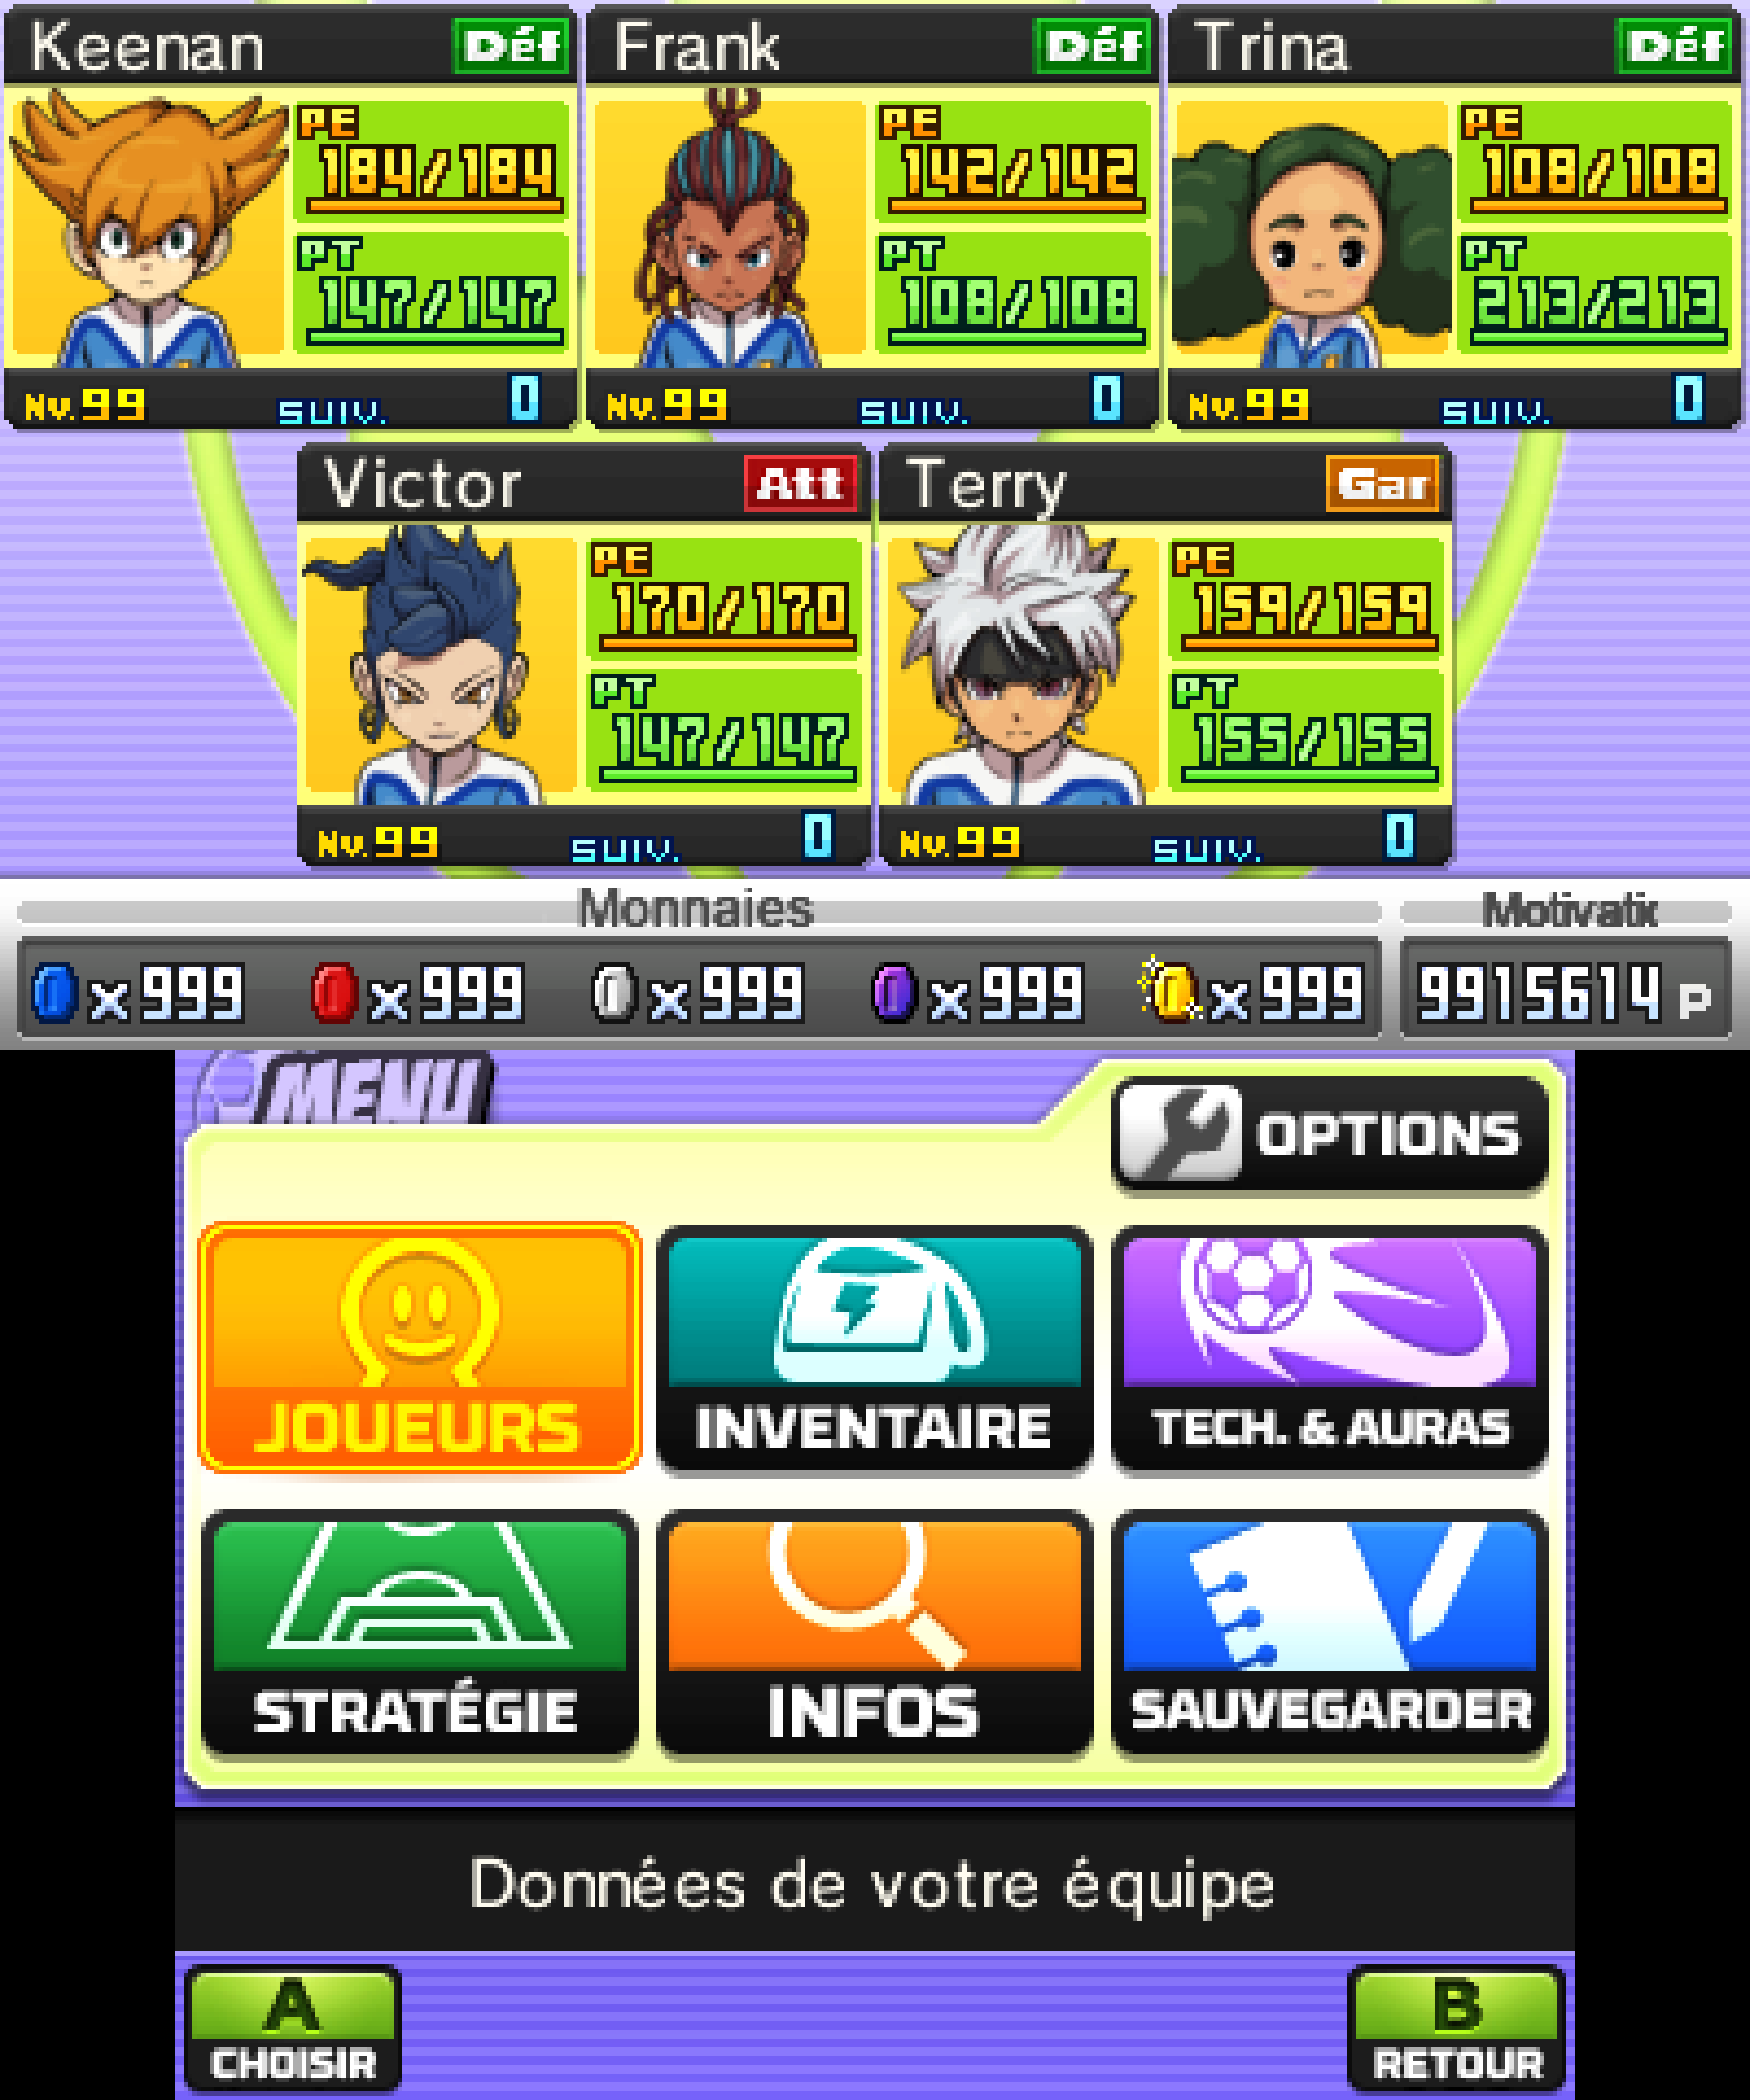 Keenan Déf
PE
184/184
PT
147/147
Nv.99 SUIV. 0
Frank Déf
PE
142/142
PT
108/108
Nv.99 SUIV. 0
Trina Déf
PE
108/108
PT
213/213
Nv.99 SUIV. 0
Victor Att
PE
170/170
PT
147/147
Nv.99 SUIV. 0
Terry Gar
PE
159/159
PT
155/155
Nv.99 SUIV. 0
Monnaies
x999 x999 x999 x999 x999
Motivatic
9915614 P
MENU
OPTIONS
JOUEURS
INVENTAIRE
TECH. & AURAS
STRATÉGIE
INFOS
SAUVEGARDER
Données de votre équipe
A
CHOISIR
B
RETOUR